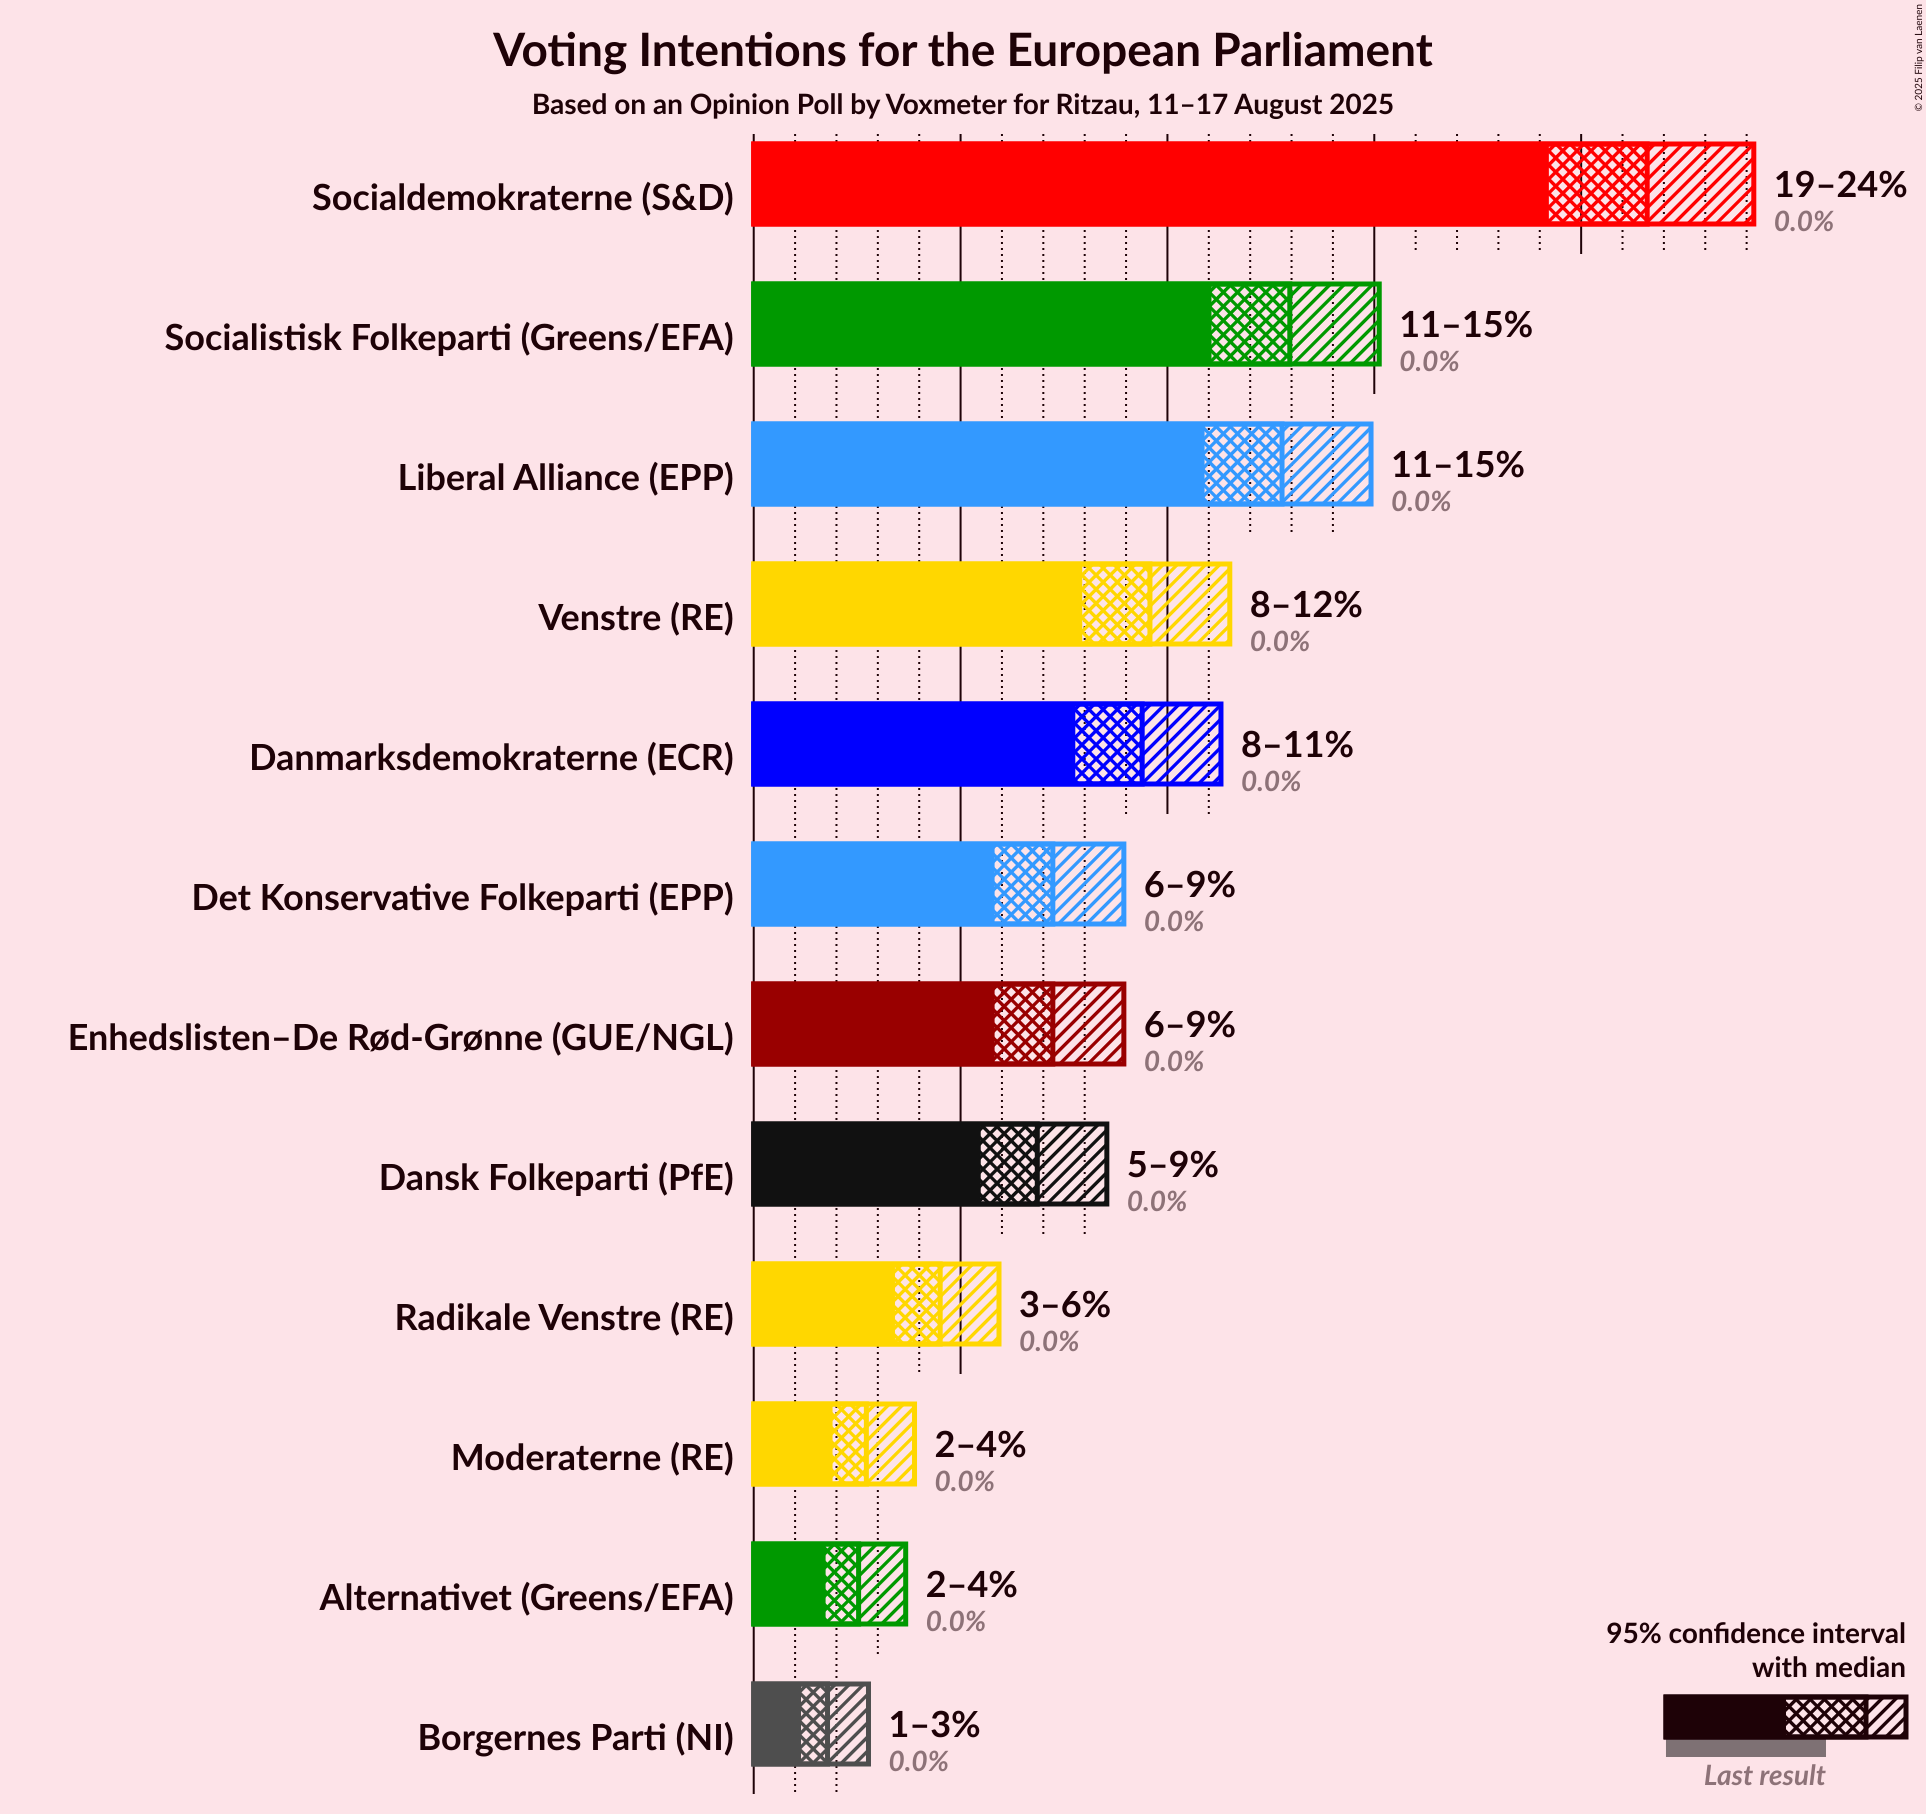 Voting Intentions for the European Parliament
Based on an Opinion Poll by Voxmeter for Ritzau, 11–17 August 2025
© 2025 Filip van Laenen
Socialdemokraterne (S&D)
19–24%
0.0%
Socialistisk Folkeparti (Greens/EFA)
11–15%
0.0%
Liberal Alliance (EPP)
11–15%
0.0%
Venstre (RE)
8–12%
0.0%
Danmarksdemokraterne (ECR)
8–11%
0.0%
Det Konservative Folkeparti (EPP)
6–9%
0.0%
Enhedslisten–De Rød-Grønne (GUE/NGL)
6–9%
0.0%
Dansk Folkeparti (PfE)
5–9%
0.0%
Radikale Venstre (RE)
3–6%
0.0%
Moderaterne (RE)
2–4%
0.0%
Alternativet (Greens/EFA)
2–4%
0.0%
Borgernes Parti (NI)
1–3%
0.0%
95% confidence interval
with median
Last result